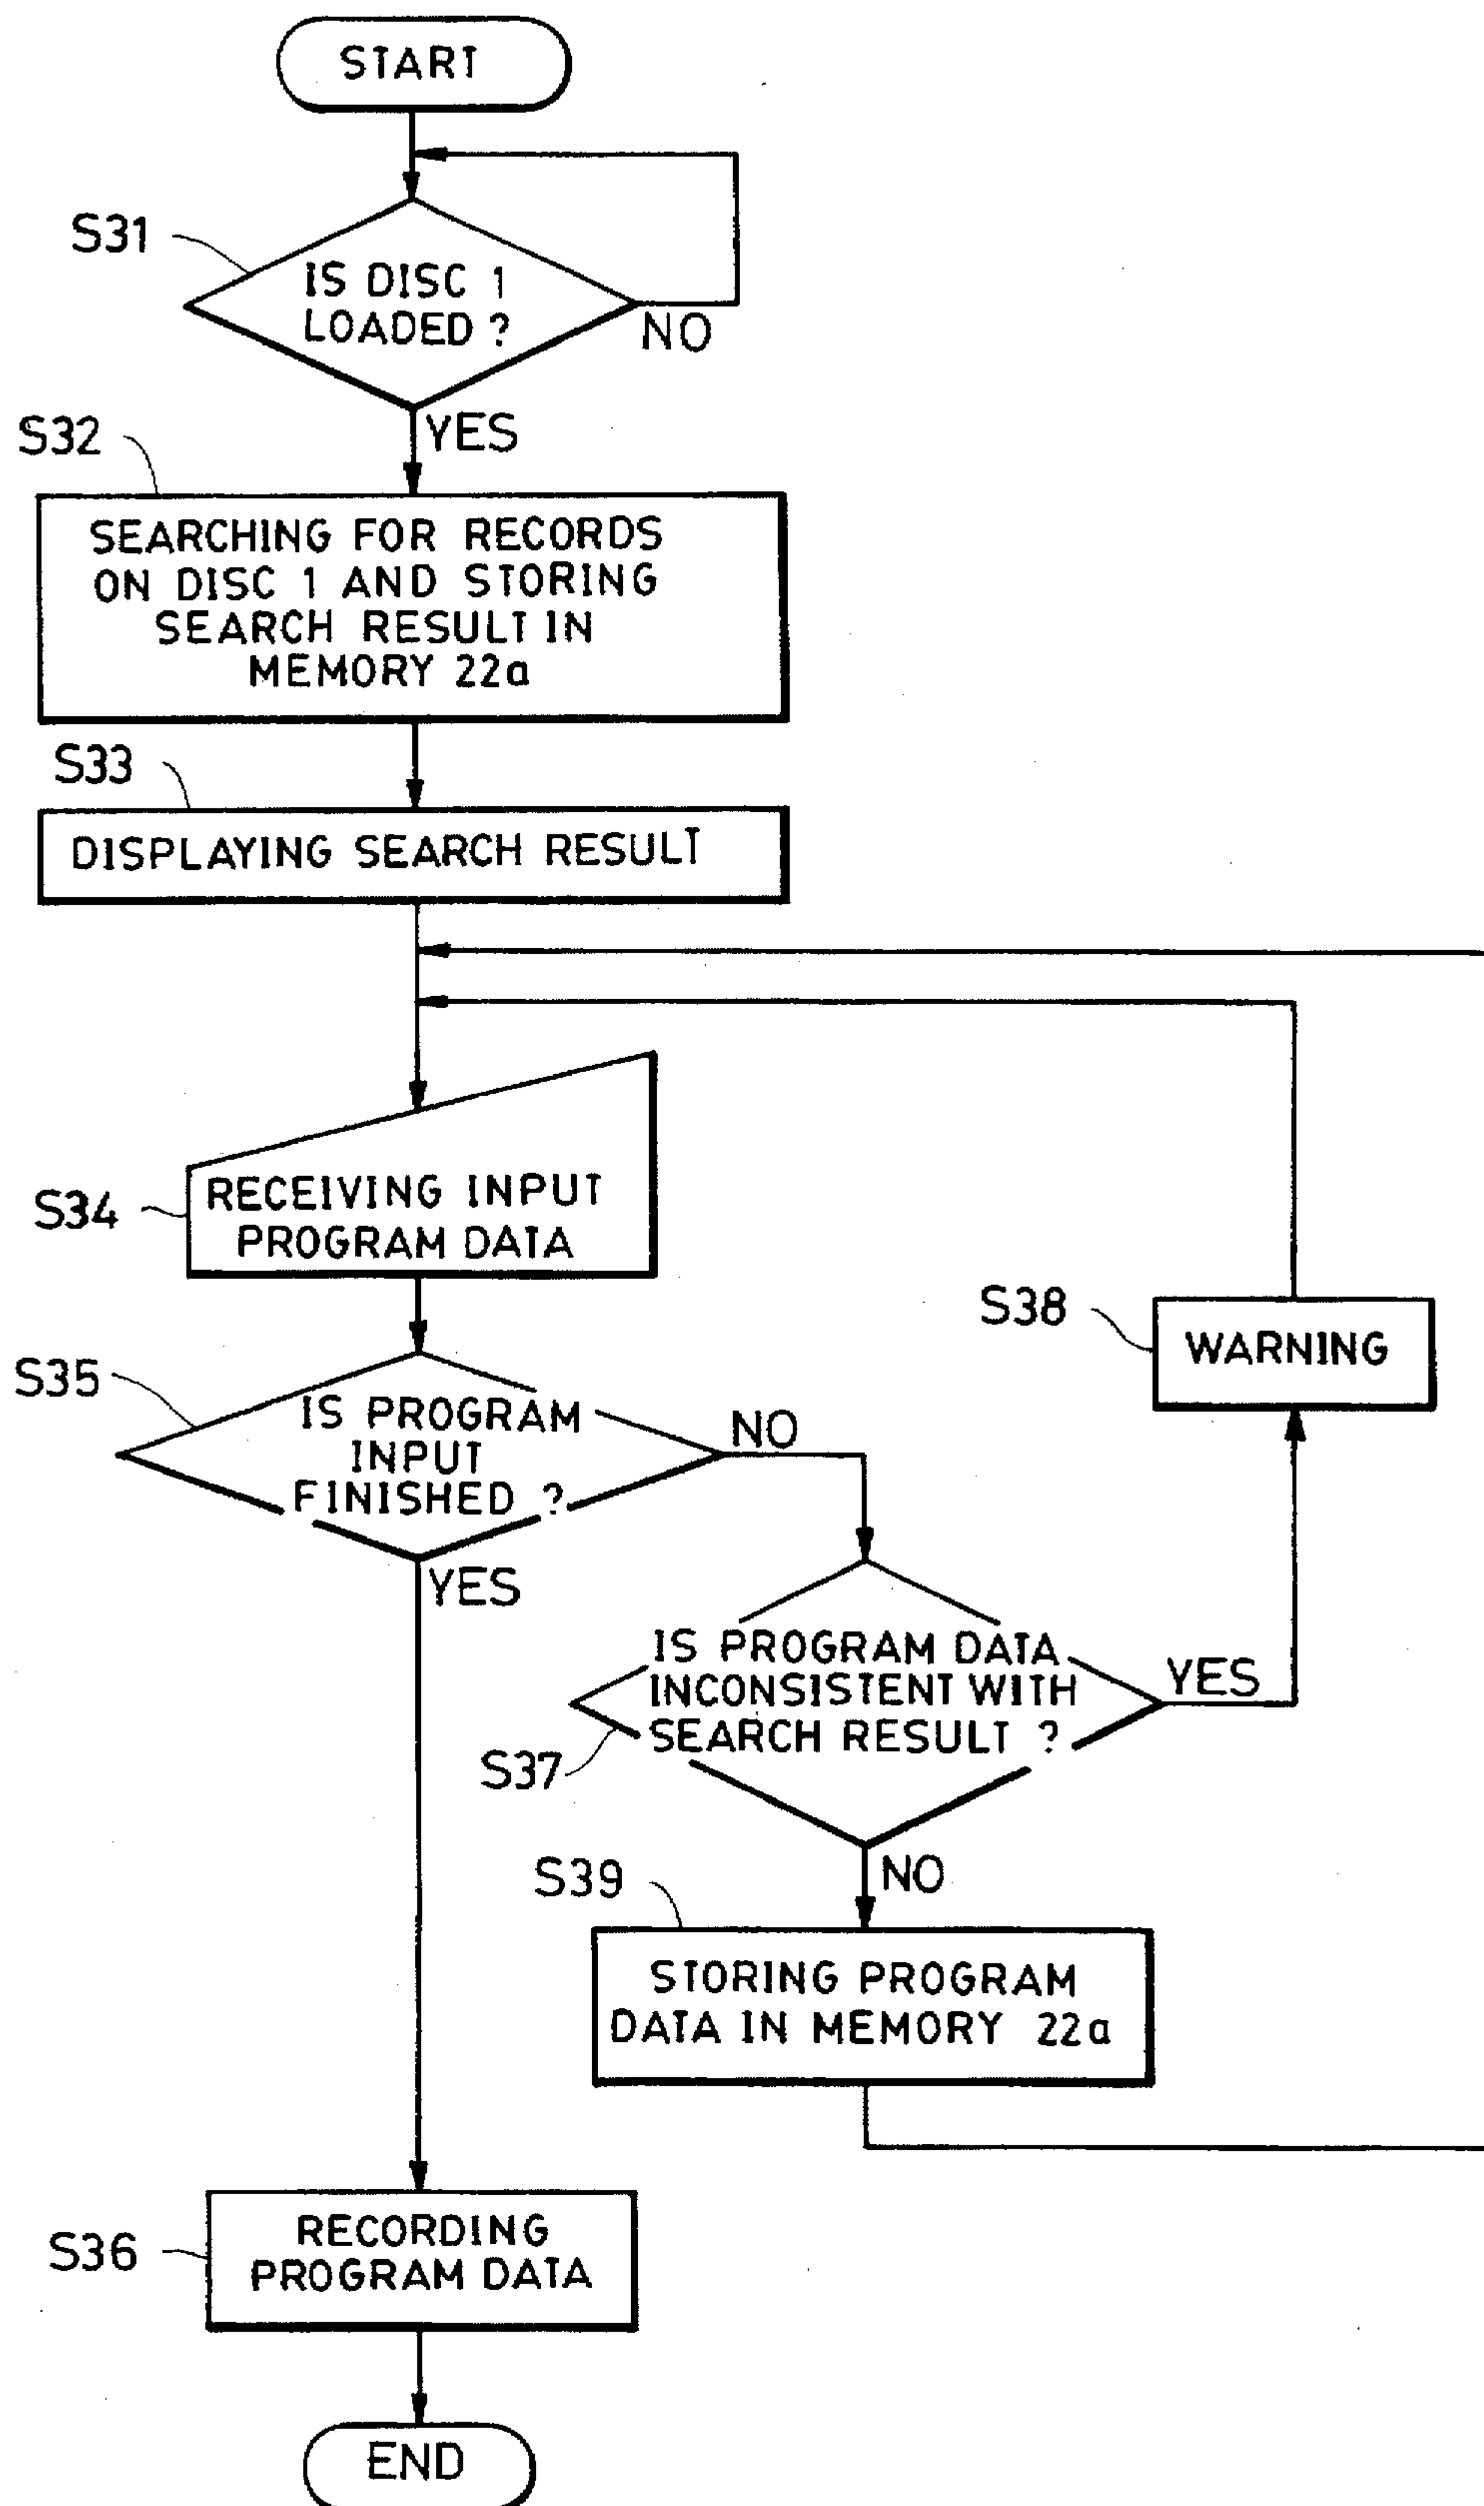 START
S31
IS DISC 1
LOADED ?
NO
YES
S32
SEARCHING FOR RECORDS
ON DISC 1 AND STORING
SEARCH RESULT IN
MEMORY 22a
S33
DISPLAYING SEARCH RESULT
S34
RECEIVING INPUT
PROGRAM DATA
S38
WARNING
S35
IS PROGRAM
INPUT
FINISHED ?
NO
YES
IS PROGRAM DATA
INCONSISTENT WITH
SEARCH RESULT ?
YES
S37
NO
S39
STORING PROGRAM
DATA IN MEMORY 22a
S36
RECORDING
PROGRAM DATA
END